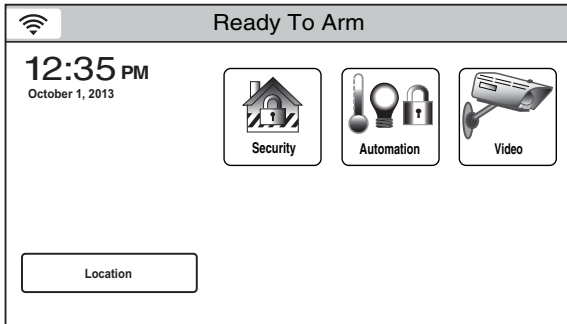 Ready To Arm
12:35 PM
October 1, 2013
Security
Automation
Video
Location